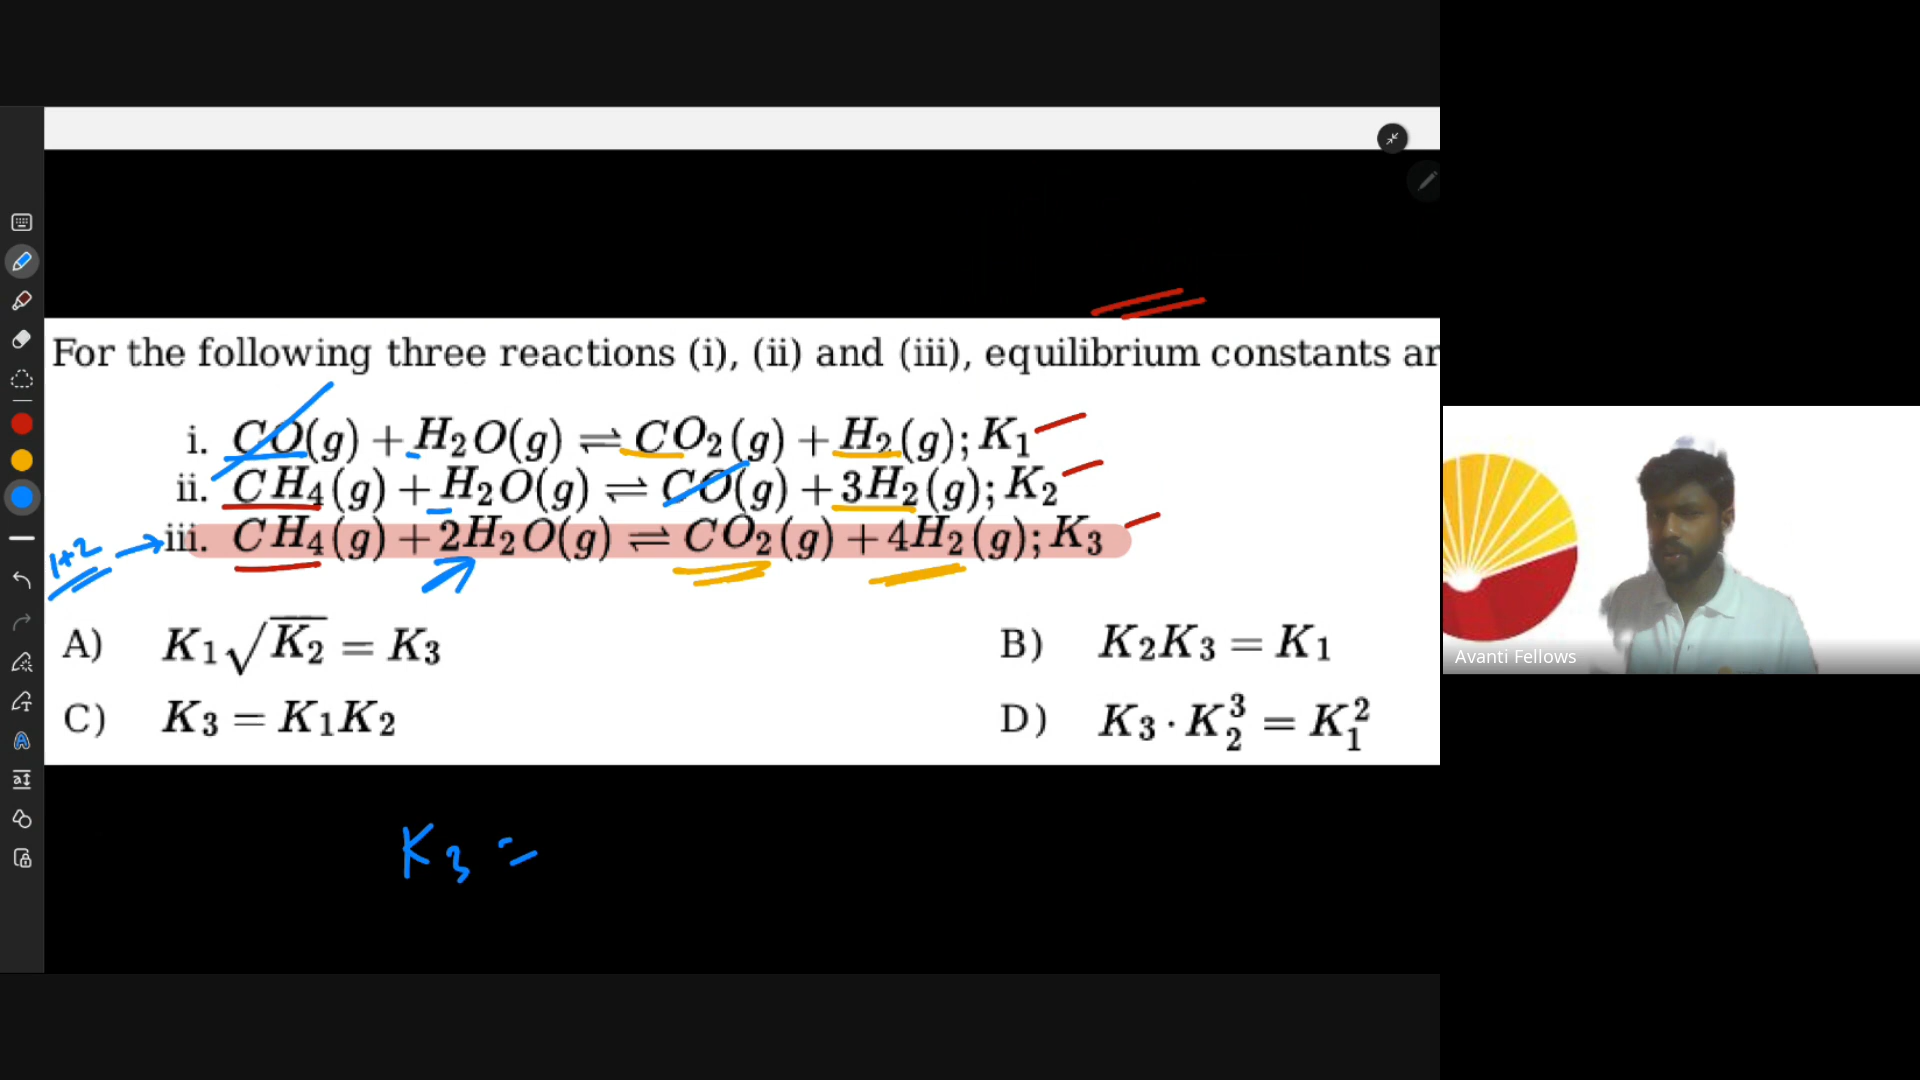 For the following three reactions (i), (ii) and (iii), equilibrium constants ar
i. CO(g) + H₂O(g) ⇌ CO₂(g) + H₂(g); K₁
ii. CH₄(g) + H₂O(g) ⇌ CO(g) + 3H₂(g); K₂
1+2 → iii. CH₄(g) + 2H₂O(g) ⇌ CO₂(g) + 4H₂(g); K₃
A) K₁√K₂ = K₃
B) K₂K₃ = K₁
C) K₃ = K₁K₂
D) K₃ · K₂³ = K₁²
K₃ =
Avanti Fellows